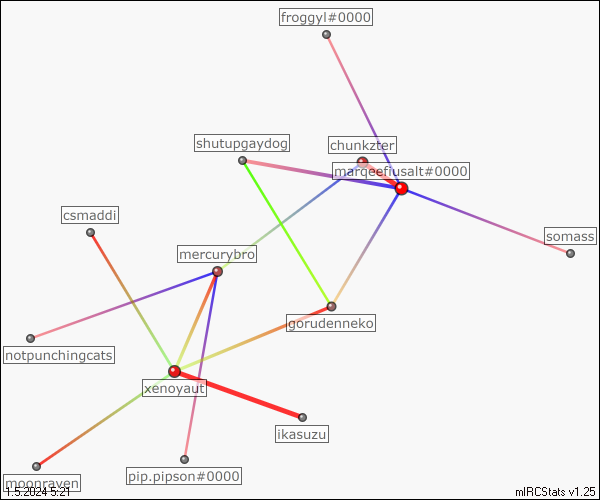 froggyl#0000
shutupgaydog
chunkzter
marqeefiusalt#0000
csmaddi
somass
mercurybro
gorudenneko
notpunchingcats
xenoyaut
ikasuzu
moonraven
pip.pipson#0000
1.5.2024 5:21
mIRCStats v1.25